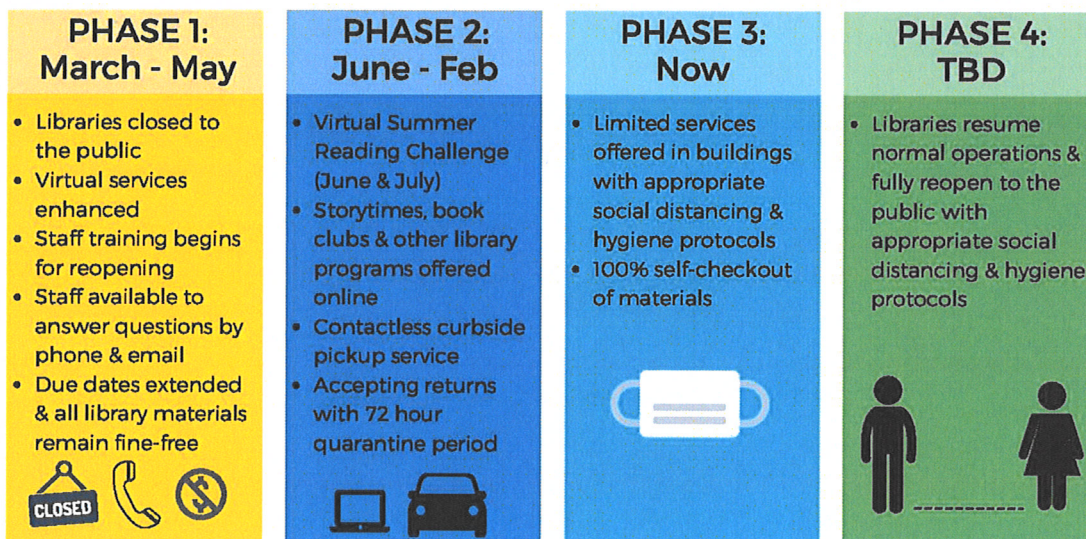 PHASE 1:
March - May
• Libraries closed to
the public
• Virtual services
enhanced
• Staff training begins
for reopening
• Staff available to
answer questions by
phone & email
• Due dates extended
& all library materials
remain fine-free
CLOSED
PHASE 2:
June - Feb
• Virtual Summer
Reading Challenge
(June & July)
• Storytimes, book
clubs & other library
programs offered
online
• Contactless curbside
pickup service
• Accepting returns
with 72 hour
quarantine period
PHASE 3:
Now
• Limited services
offered in buildings
with appropriate
social distancing &
hygiene protocols
• 100% self-checkout
of materials
PHASE 4:
TBD
• Libraries resume
normal operations &
fully reopen to the
public with
appropriate social
distancing & hygiene
protocols